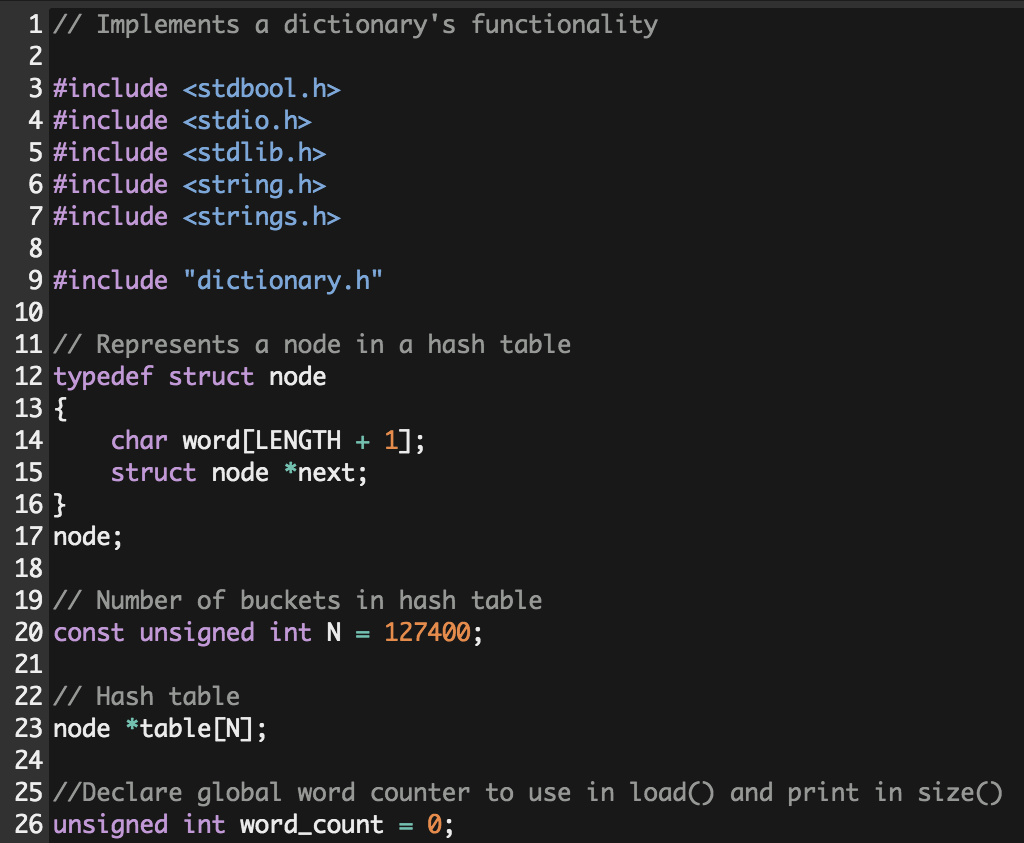 1 // Implements a dictionary's functionality
2
3 #include <stdbool.h>
4 #include <stdio.h>
5 #include <stdlib.h>
6 #include <string.h>
7 #include <strings.h>
8
9 #include "dictionary.h"
10
11 // Represents a node in a hash table
12 typedef struct node
13 {
14     char word[LENGTH + 1];
15     struct node *next;
16 }
17 node;
18
19 // Number of buckets in hash table
20 const unsigned int N = 127400;
21
22 // Hash table
23 node *table[N];
24
25 //Declare global word counter to use in load() and print in size()
26 unsigned int word_count = 0;